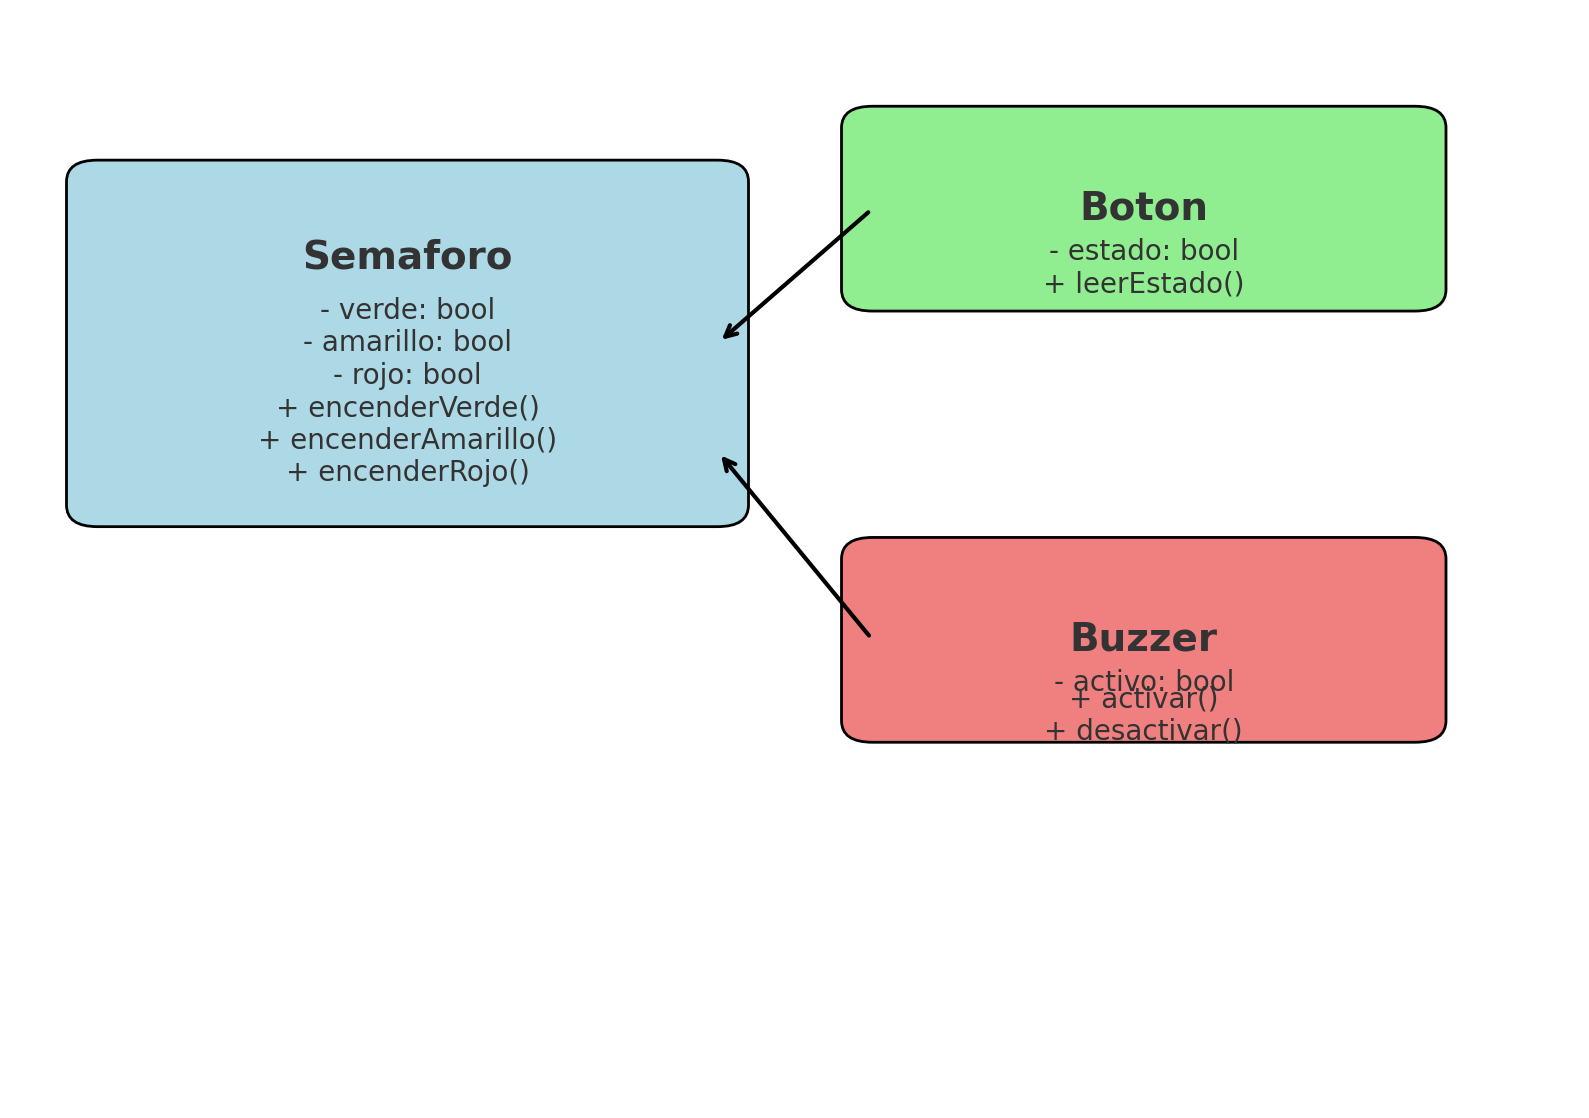 Semaforo
- verde: bool
- amarillo: bool
- rojo: bool
+ encenderVerde()
+ encenderAmarillo()
+ encenderRojo()
Boton
- estado: bool
+ leerEstado()
Buzzer
- activo: bool
+ activar()
+ desactivar()